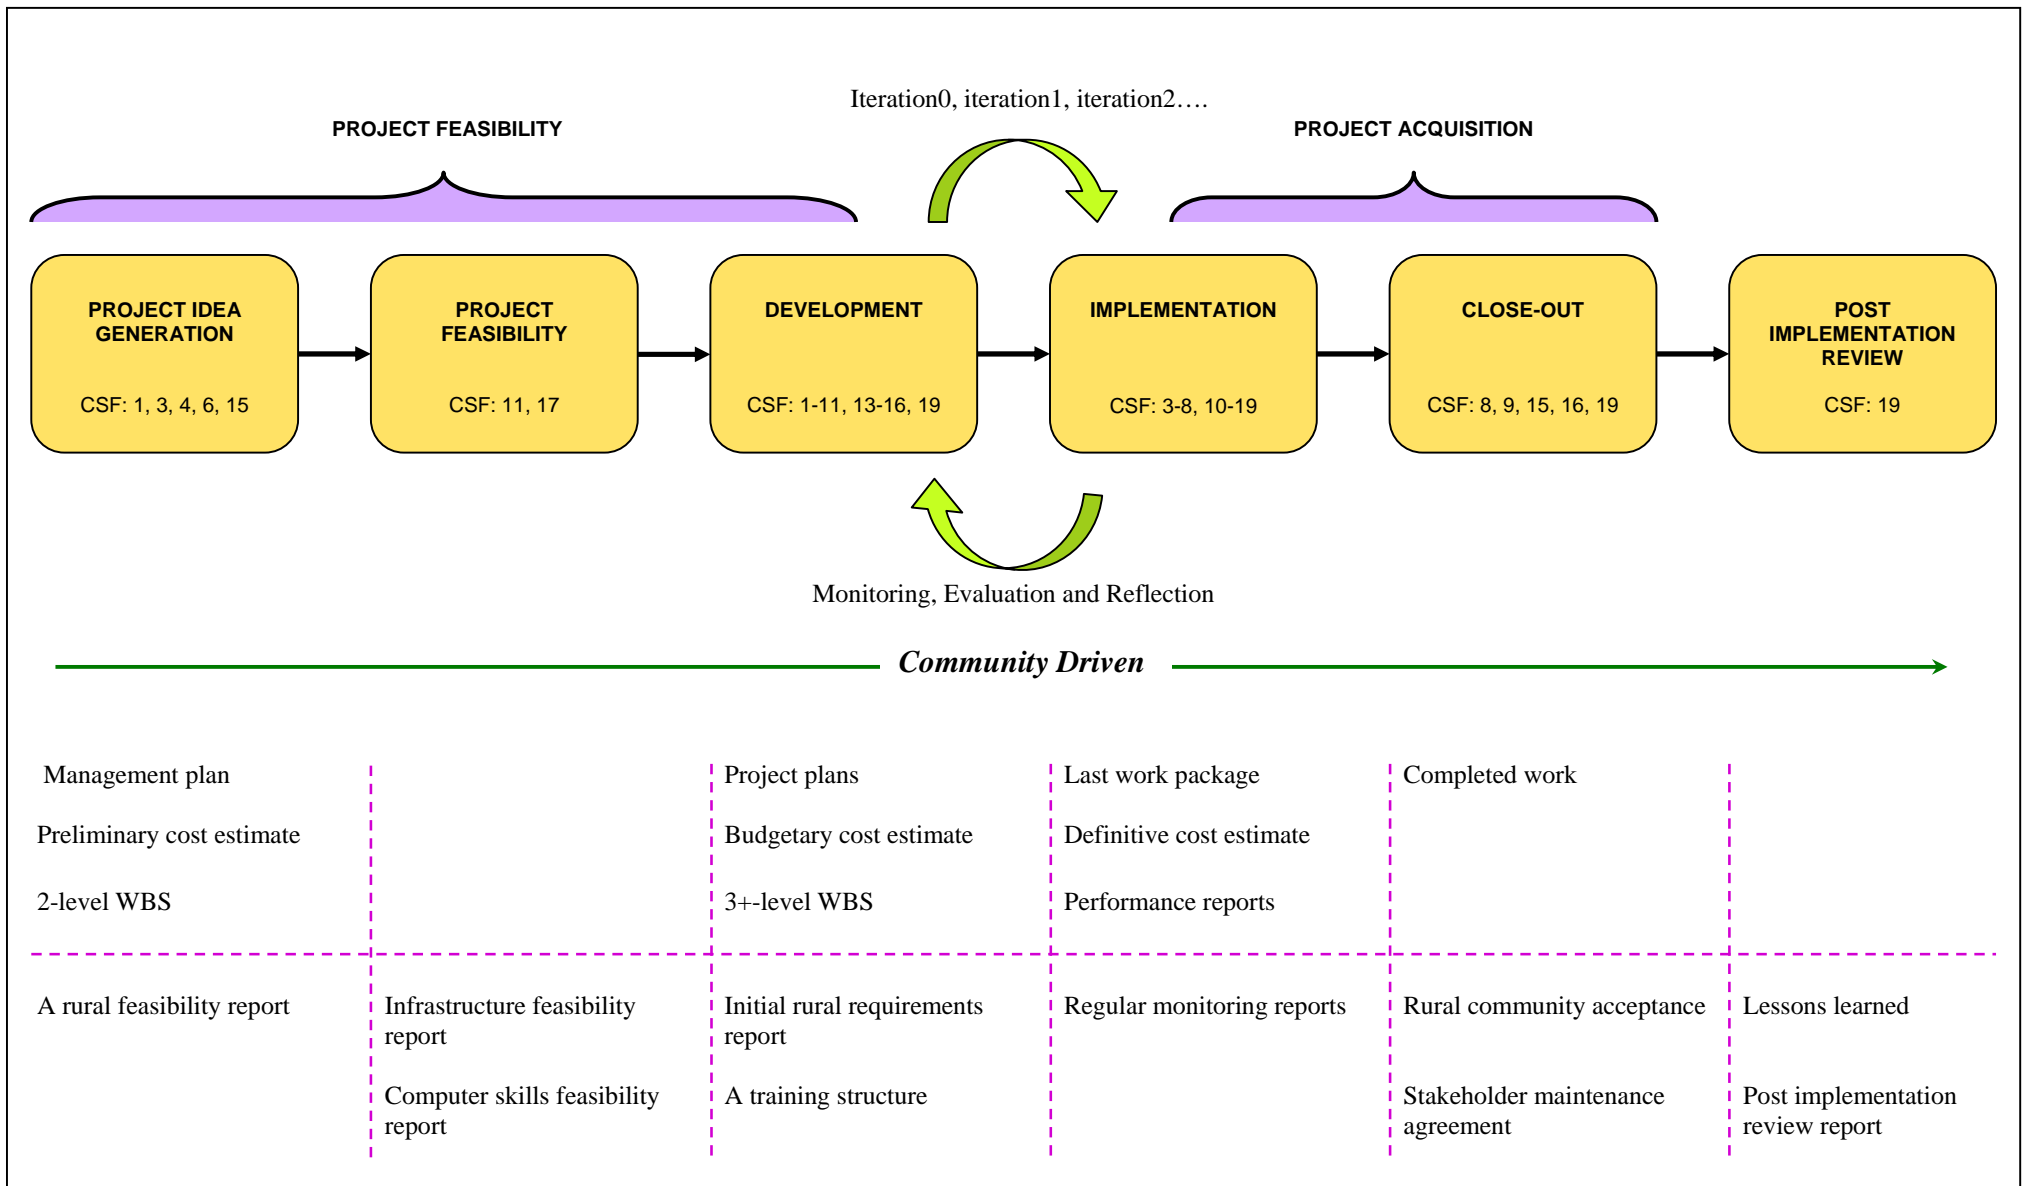 Iteration0, iteration1, iteration2….
PROJECT FEASIBILITY
PROJECT ACQUISITION
PROJECT IDEA
GENERATION
CSF: 1, 3, 4, 6, 15
PROJECT
FEASIBILITY
CSF: 11, 17
DEVELOPMENT
CSF: 1-11, 13-16, 19
IMPLEMENTATION
CSF: 3-8, 10-19
CLOSE-OUT
CSF: 8, 9, 15, 16, 19
POST
IMPLEMENTATION
REVIEW
CSF: 19
Monitoring, Evaluation and Reflection
Community Driven
Management plan
Preliminary cost estimate
2-level WBS
Project plans
Budgetary cost estimate
3+-level WBS
Last work package
Definitive cost estimate
Performance reports
Completed work
A rural feasibility report
Infrastructure feasibility
report
Computer skills feasibility
report
Initial rural requirements
report
A training structure
Regular monitoring reports
Rural community acceptance
Stakeholder maintenance
agreement
Lessons learned
Post implementation
review report